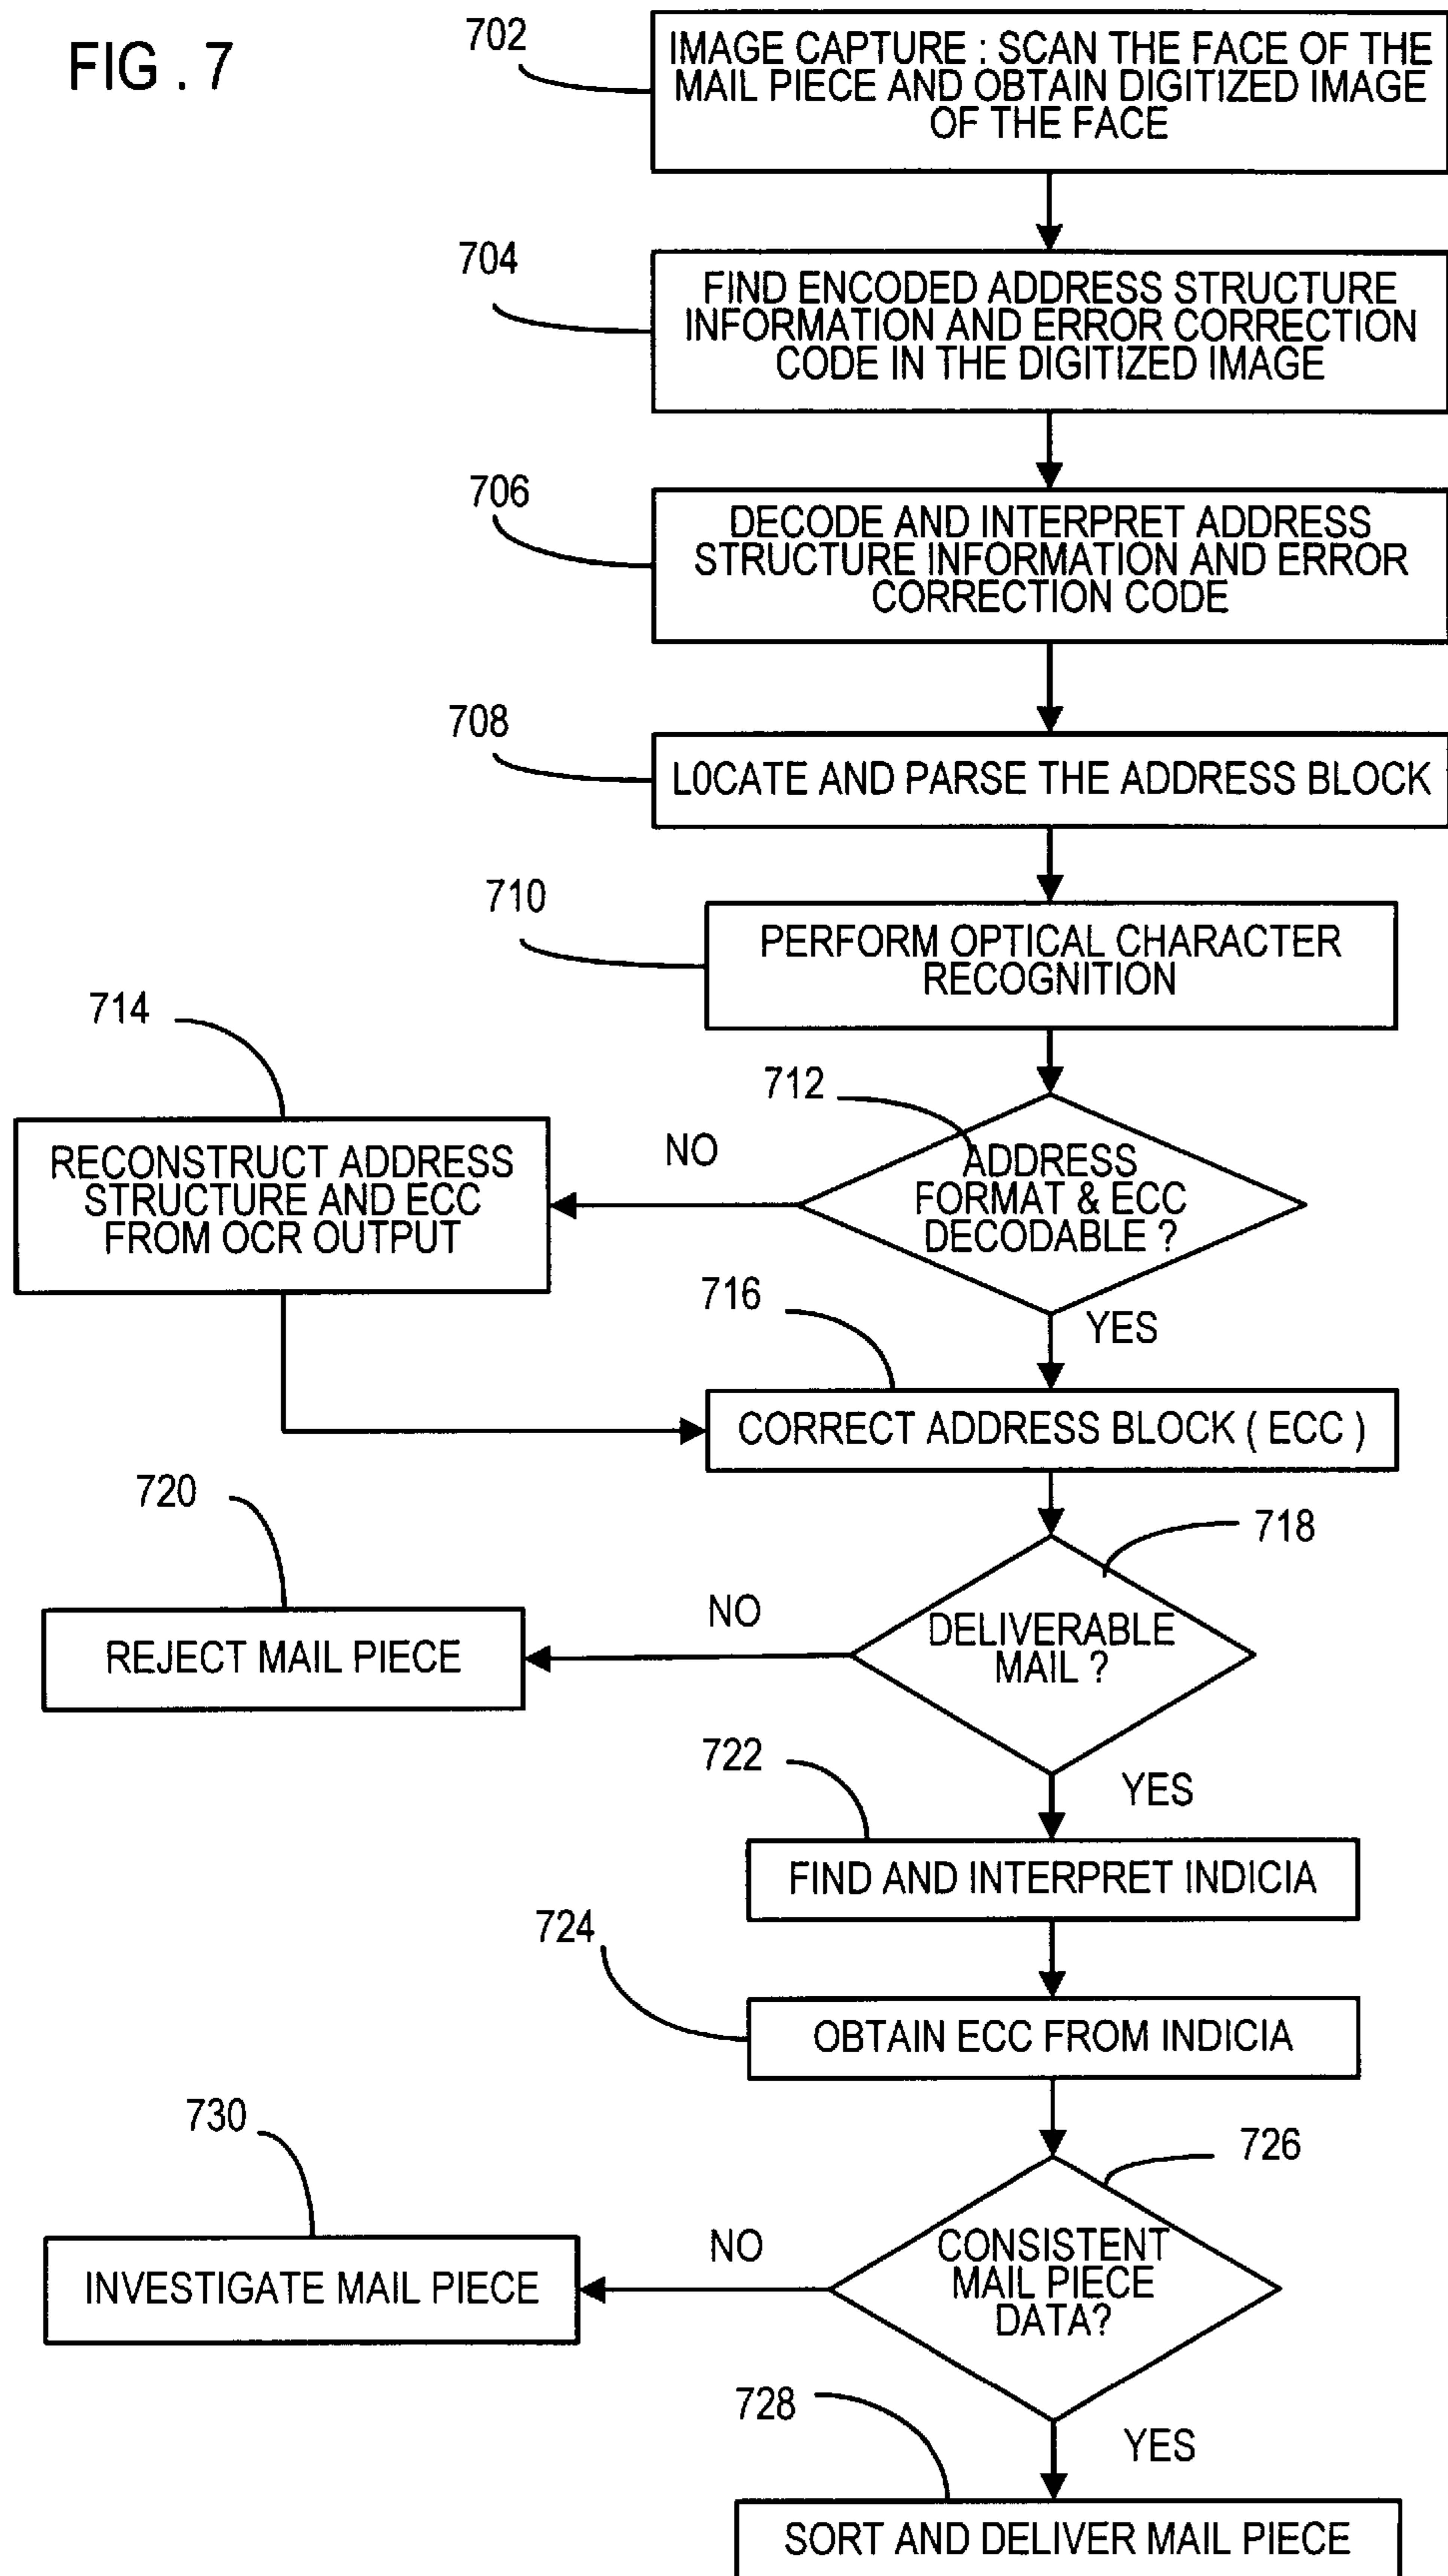 FIG . 7
702
IMAGE CAPTURE : SCAN THE FACE OF THE
MAIL PIECE AND OBTAIN DIGITIZED IMAGE
OF THE FACE
704
FIND ENCODED ADDRESS STRUCTURE
INFORMATION AND ERROR CORRECTION
CODE IN THE DIGITIZED IMAGE
706
DECODE AND INTERPRET ADDRESS
STRUCTURE INFORMATION AND ERROR
CORRECTION CODE
708
LOCATE AND PARSE THE ADDRESS BLOCK
710
PERFORM OPTICAL CHARACTER
RECOGNITION
712
ADDRESS
FORMAT & ECC
DECODABLE ?
NO
YES
714
RECONSTRUCT ADDRESS
STRUCTURE AND ECC
FROM OCR OUTPUT
716
CORRECT ADDRESS BLOCK ( ECC )
718
DELIVERABLE
MAIL ?
NO
YES
720
REJECT MAIL PIECE
722
FIND AND INTERPRET INDICIA
724
OBTAIN ECC FROM INDICIA
726
CONSISTENT
MAIL PIECE
DATA?
NO
YES
730
INVESTIGATE MAIL PIECE
728
SORT AND DELIVER MAIL PIECE